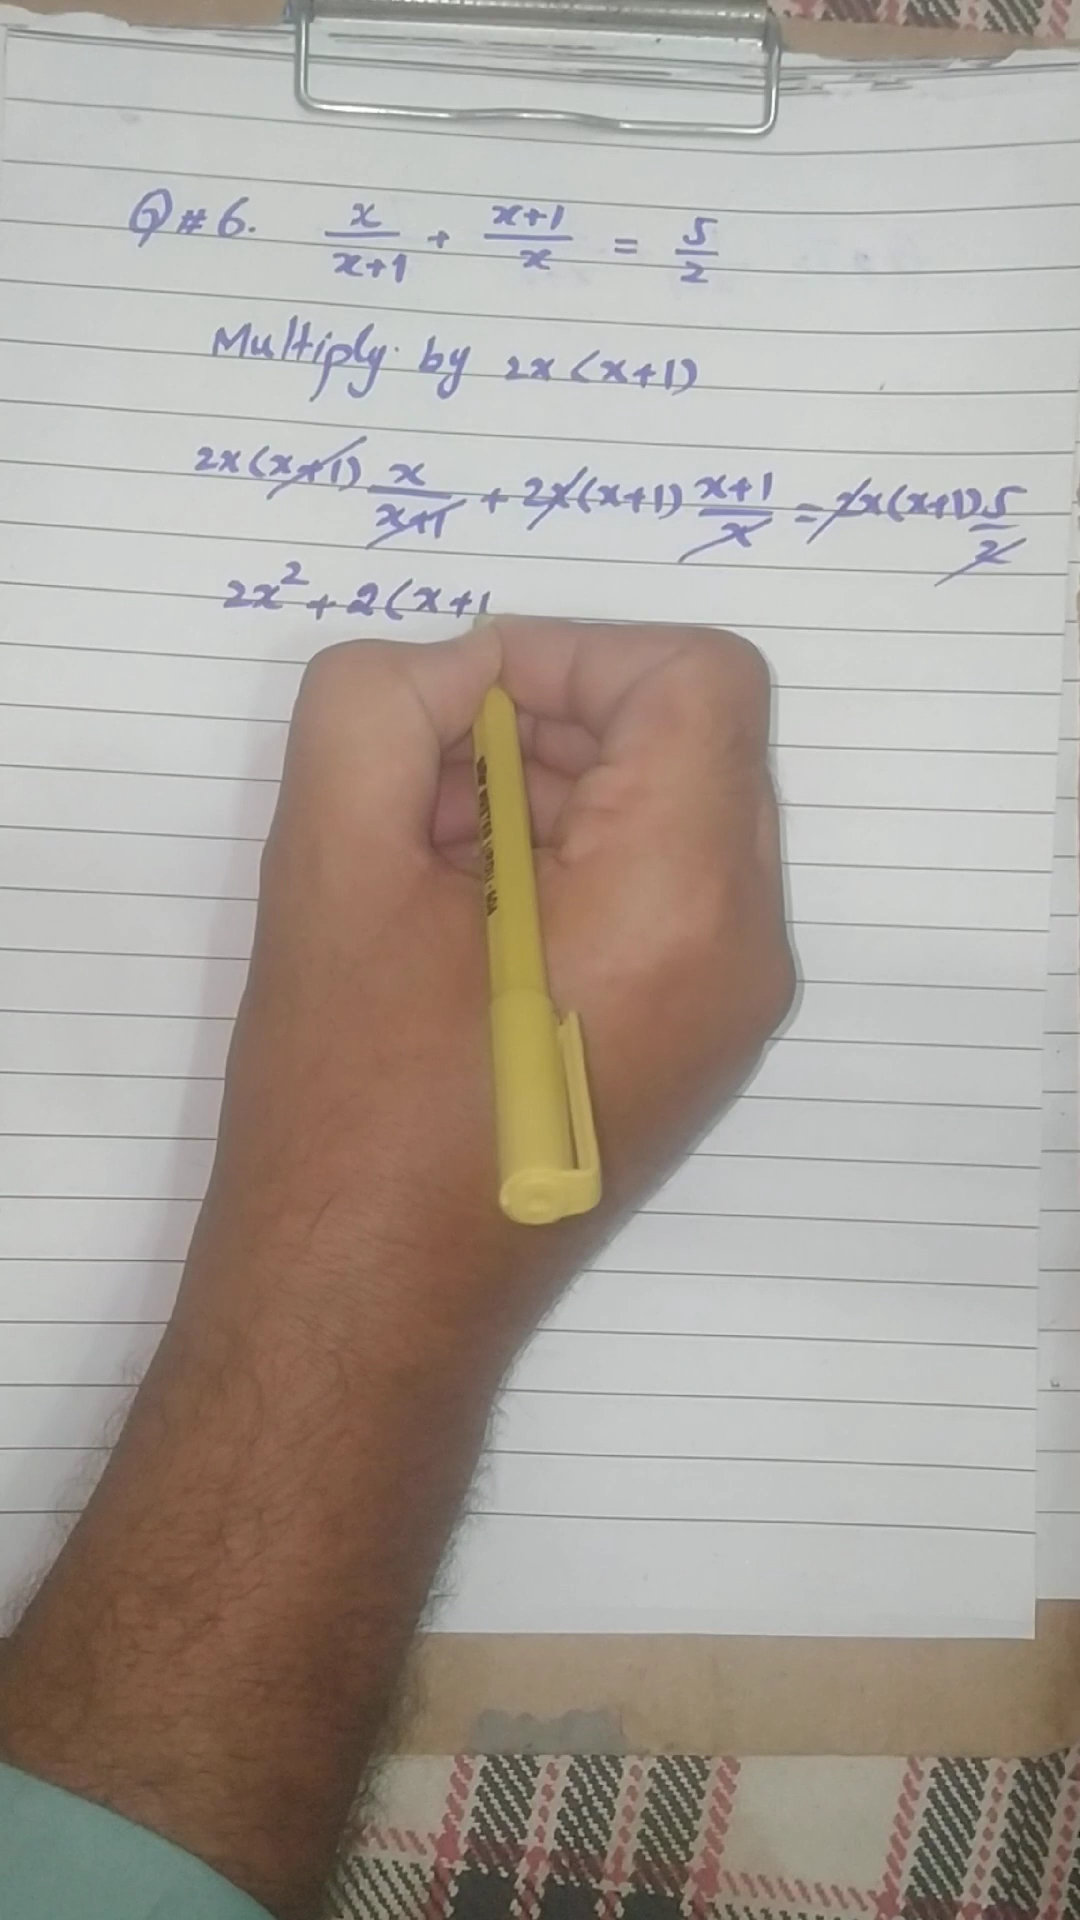 Q#6. x/(x+1) + (x+1)/x = 5/2
Multiply by 2x(x+1)
2x(x+1) x/(x+1) + 2x(x+1) (x+1)/x = 2x(x+1) 5/2
2x² + 2(x+1